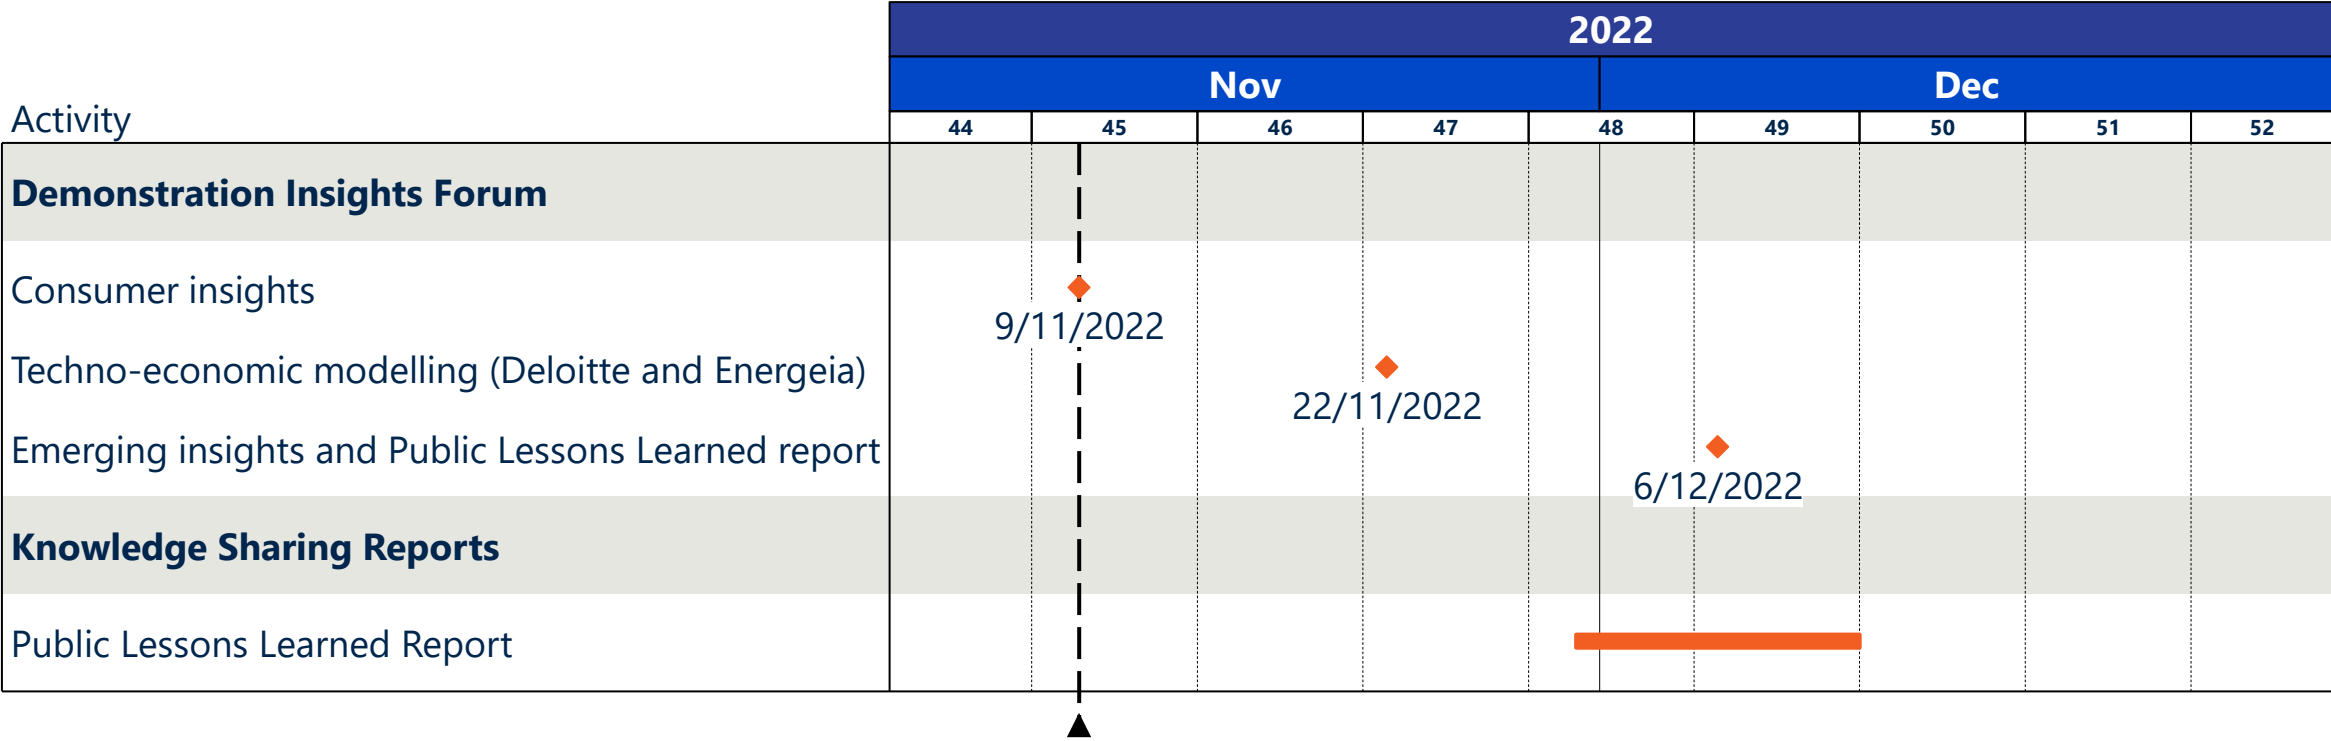 2022
Nov Dec
Activity 44 45 46 47 48 49 50 51 52
Demonstration Insights Forum
Consumer insights
9/11/2022
Techno-economic modelling (Deloitte and Energeia)
22/11/2022
Emerging insights and Public Lessons Learned report
6/12/2022
Knowledge Sharing Reports
Public Lessons Learned Report